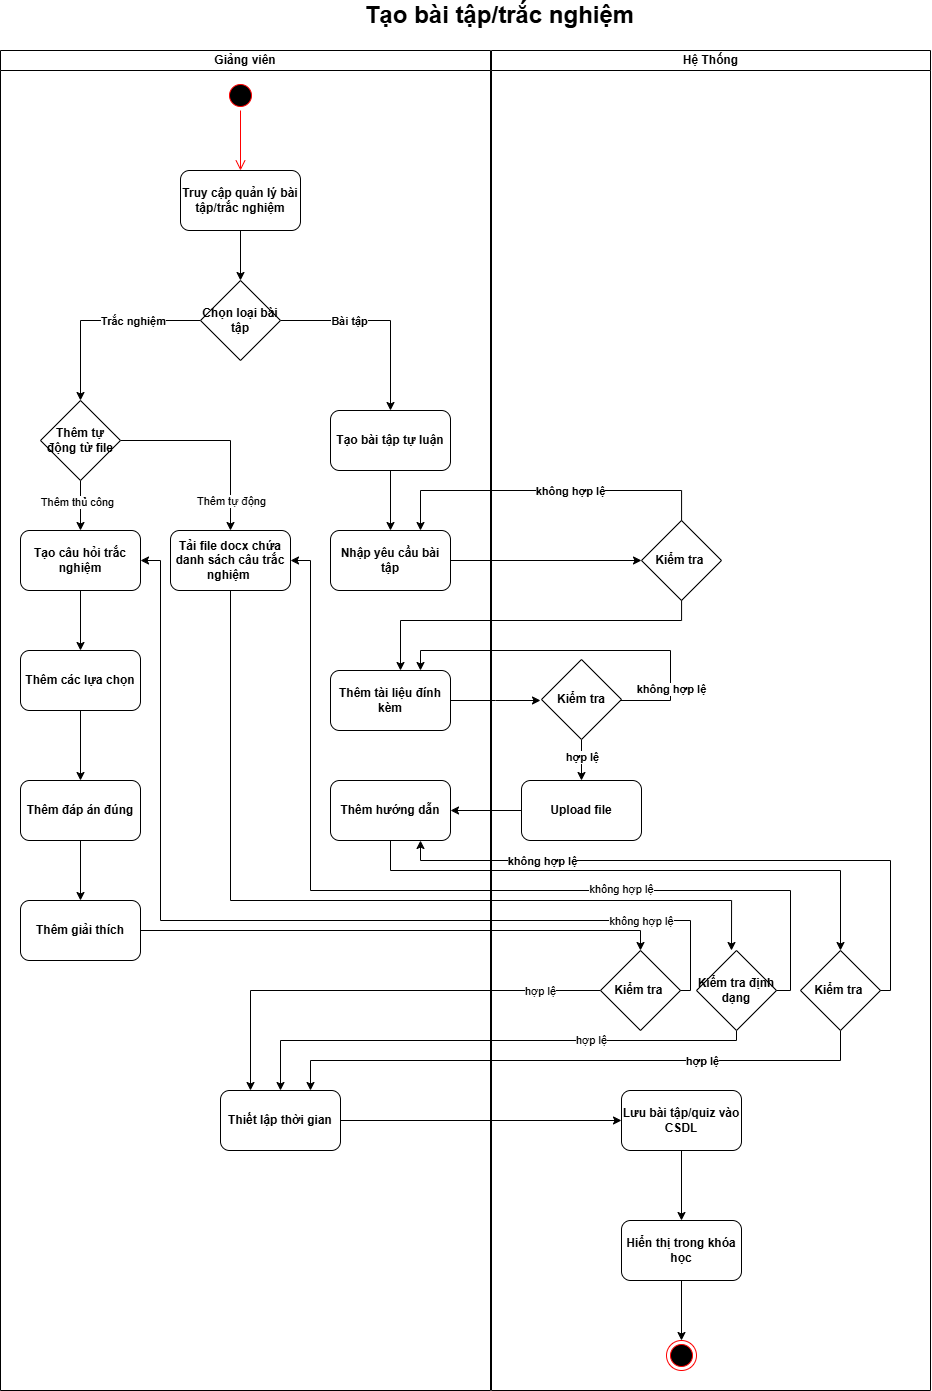 Tạo bài tập/trắc nghiệm
Giảng viên
Hệ Thống
Truy cập quản lý bài
tập/trắc nghiệm
Chọn loại bài
tập
Trắc nghiệm
Bài tập
Thêm tự
động từ file
Tạo bài tập tự luận
Thêm thủ công
Thêm tự động
không hợp lệ
Tạo câu hỏi trắc
nghiệm
Tải file docx chứa
danh sách câu trắc
nghiệm
Nhập yêu cầu bài
tập
Kiểm tra
Thêm các lựa chọn
Thêm tài liệu đính
kèm
Kiểm tra
không hợp lệ
hợp lệ
Thêm đáp án đúng
Thêm hướng dẫn
Upload file
không hợp lệ
không hợp lệ
không hợp lệ
Thêm giải thích
Kiểm tra
Kiểm tra định
dạng
Kiểm tra
hợp lệ
hợp lệ
hợp lệ
Thiết lập thời gian
Lưu bài tập/quiz vào
CSDL
Hiển thị trong khóa
học